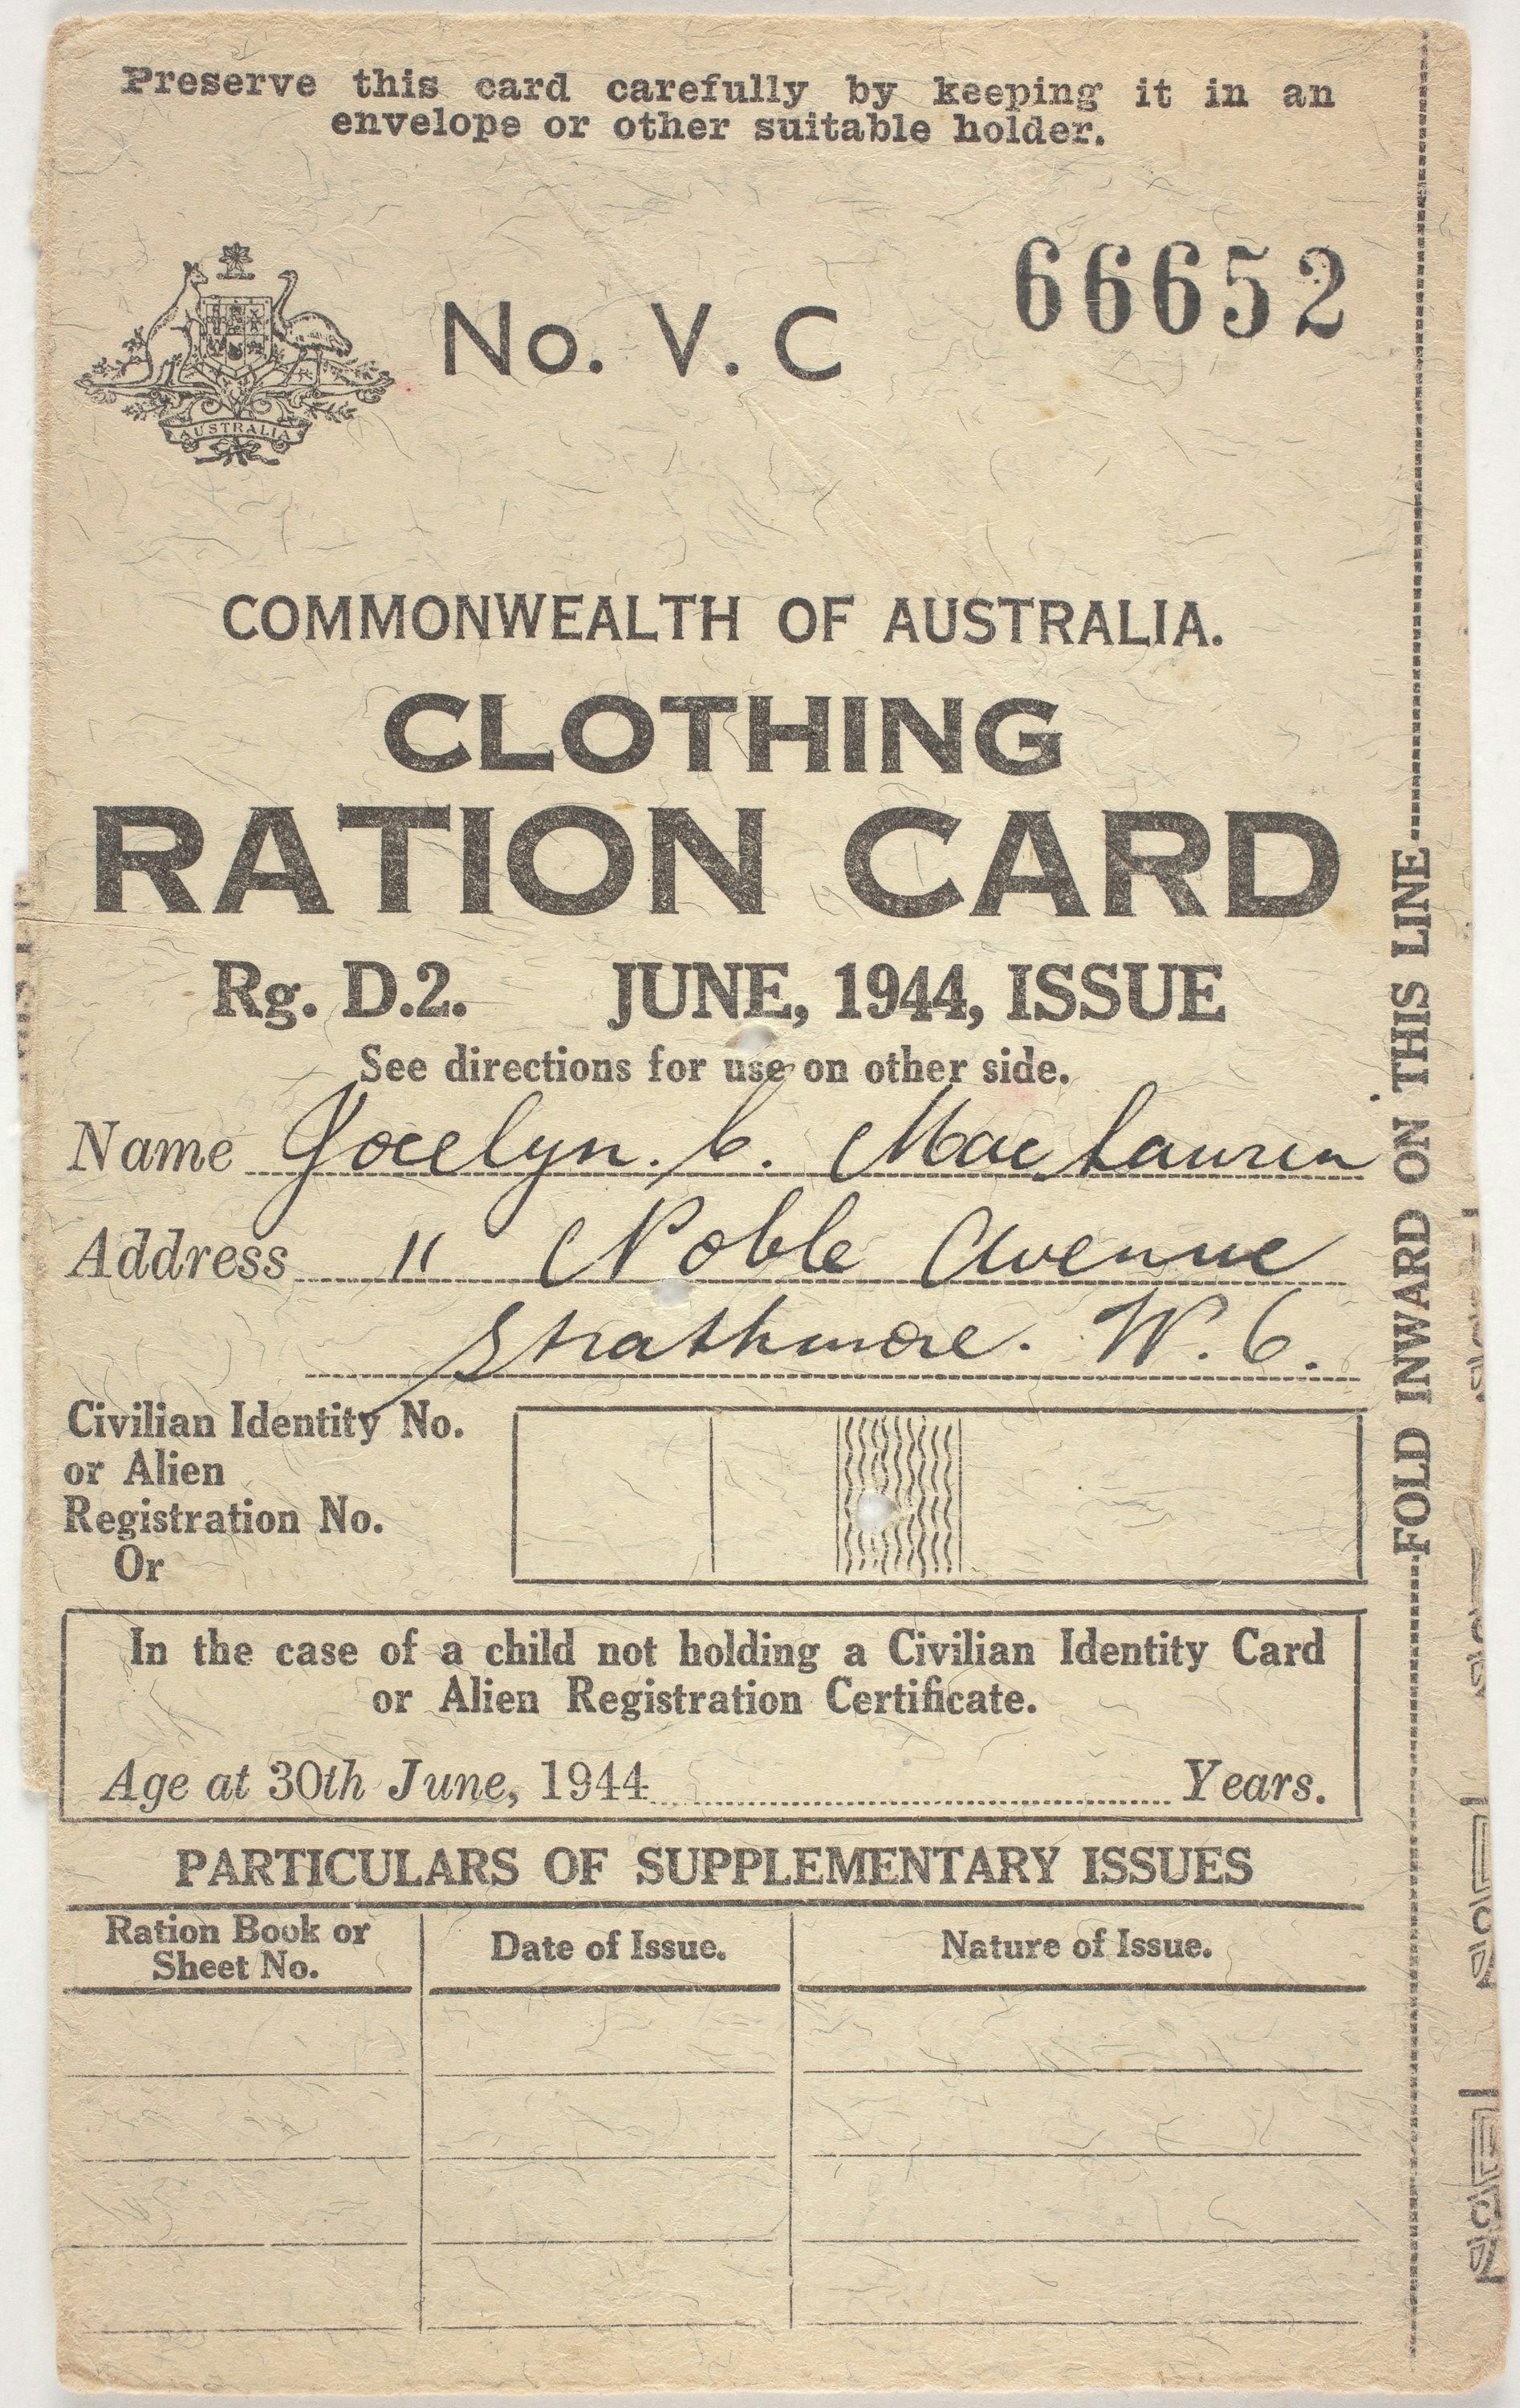 Preserve this card carefully by keeping it in an
envelope or other suitable holder.
66652
No. V. C
AUSTRALIA
COMMONWEALTH OF AUSTRALIA.
CLOTHING
RATION CARD
Rg. D.2. JUNE, 1944, ISSUE
See directions for use on other side.
Name Jocelyn. C. MacLaurin
Address 11 Noble Avenue
Strathmore. W. 6.
Civilian Identity No.
or Alien
Registration No.
Or
In the case of a child not holding a Civilian Identity Card
or Alien Registration Certificate.
Age at 30th June, 1944 Years.
PARTICULARS OF SUPPLEMENTARY ISSUES
Ration Book or
Sheet No.
Date of Issue.
Nature of Issue.
FOLD INWARD ON THIS LINE